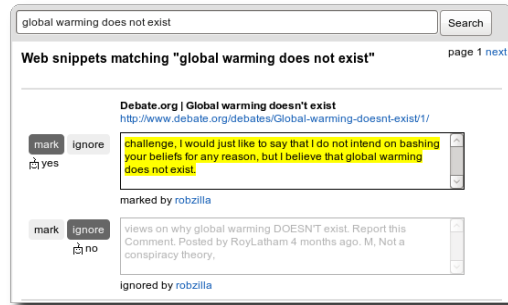 global warming does not exist
Search
Web snippets matching "global warming does not exist"
page 1 next
Debate.org | Global warming doesn't exist
http://www.debate.org/debates/Global-warming-doesnt-exist/1/
mark ignore
yes
challenge, I would just like to say that I do not intend on bashing
your beliefs for any reason, but I believe that global warming
does not exist.
marked by robzilla
mark ignore
no
views on why global warming DOESN'T exist. Report this
Comment. Posted by RoyLatham 4 months ago. M, Not a
conspiracy theory,
ignored by robzilla